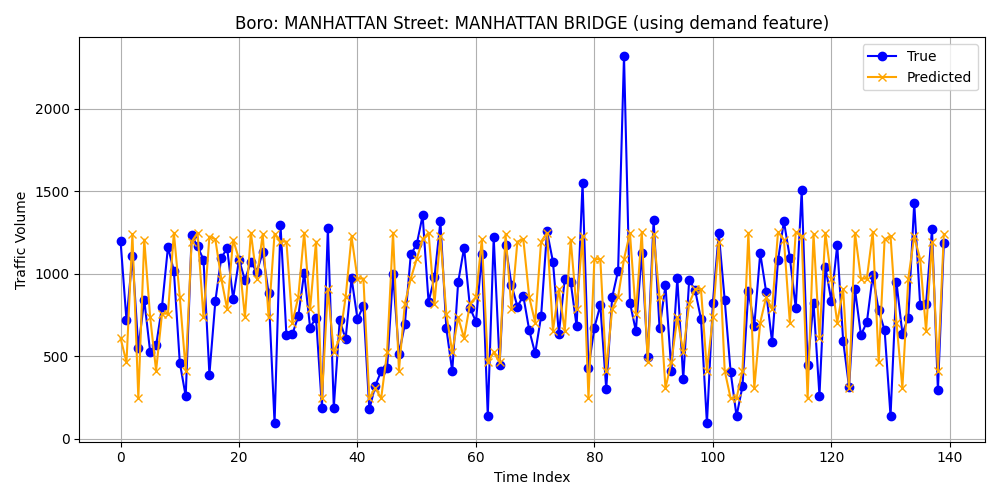 Boro: MANHATTAN Street: MANHATTAN BRIDGE (using demand feature)
True
Predicted
Traffic Volume
2000
1500
1000
500
0
0 20 40 60 80 100 120 140
Time Index